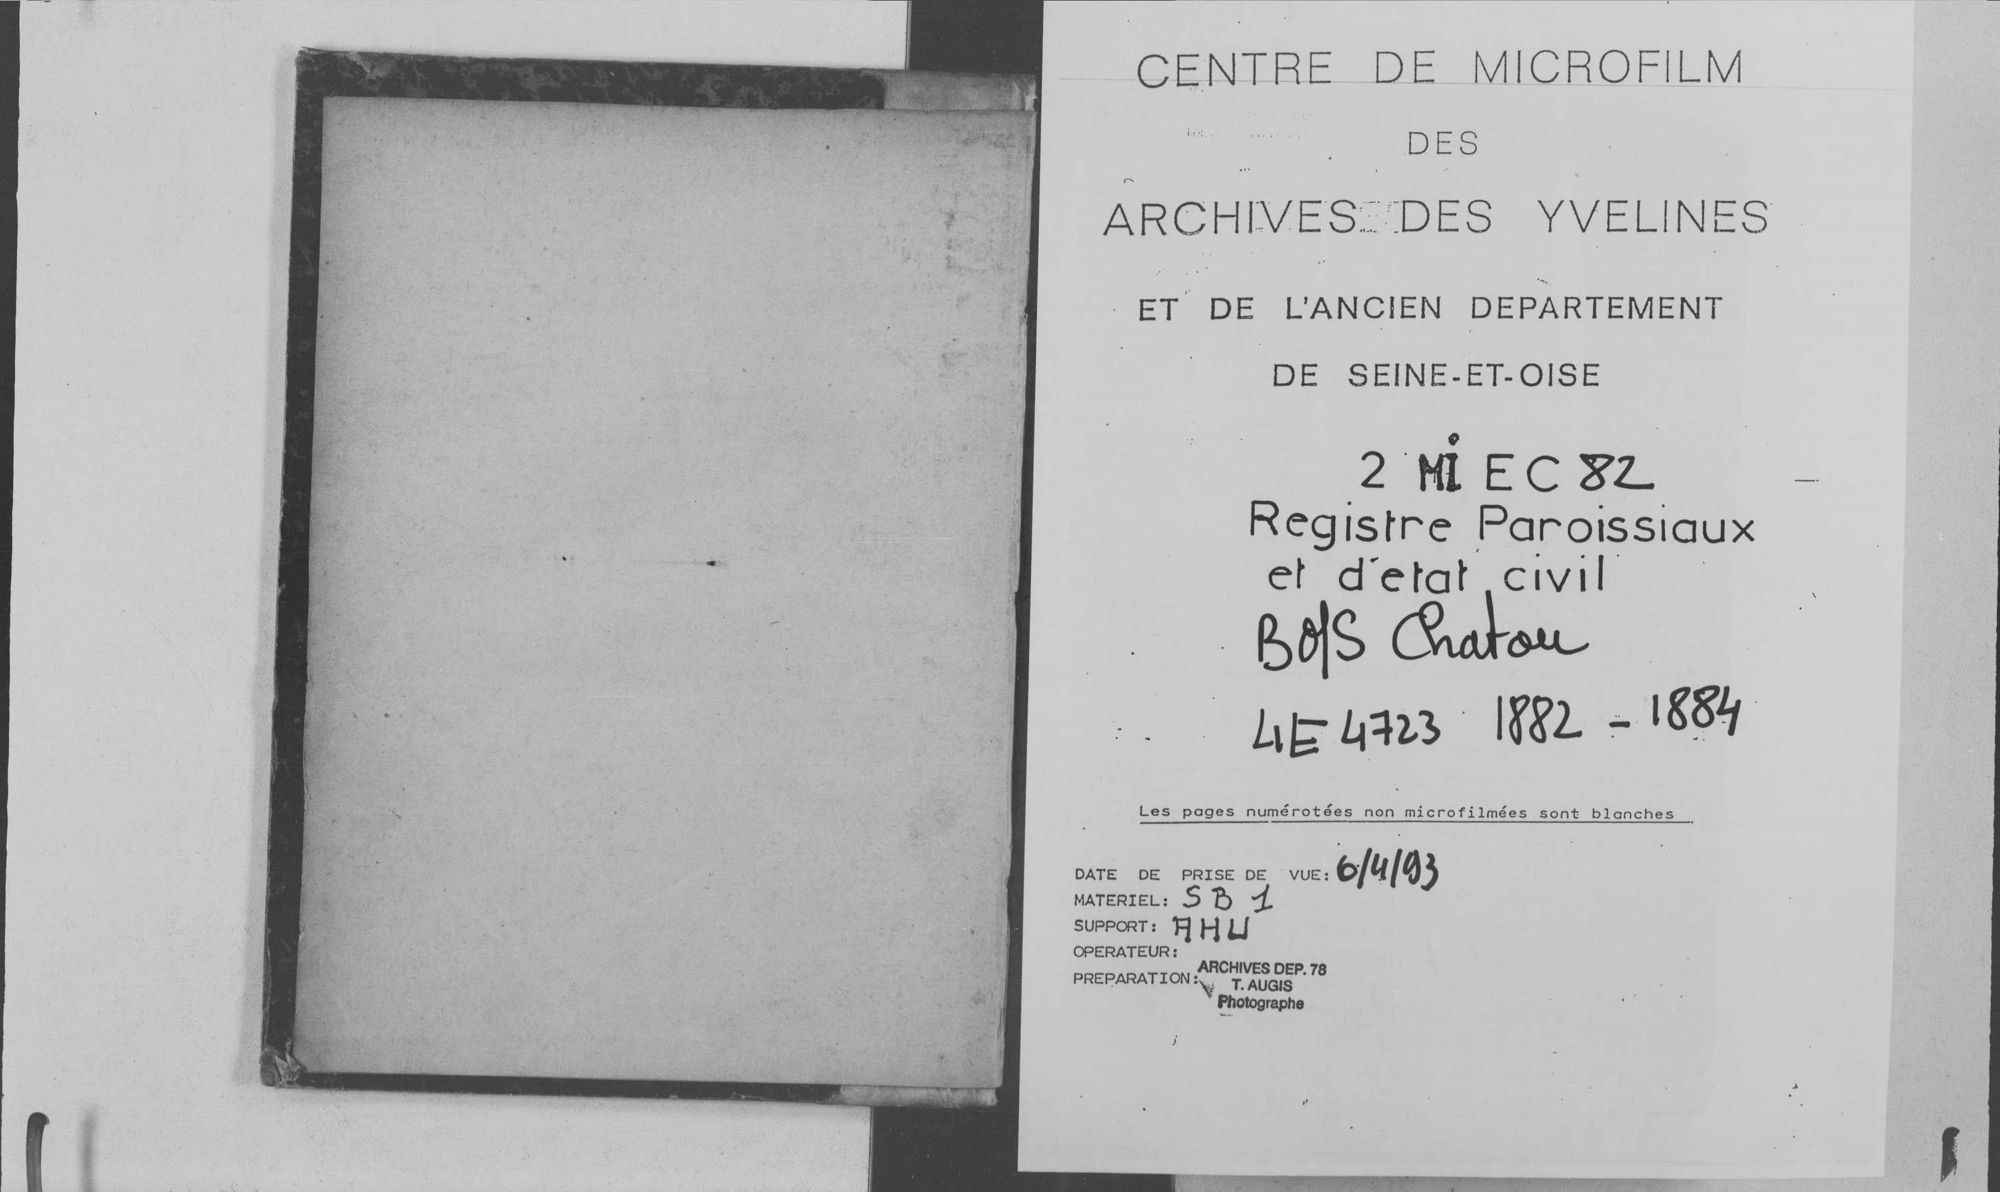 CENTRE DE MICROFILM
DES
ARCHIVES DES YVELINES
ET DE L'ANCIEN DEPARTEMENT
DE SEINE-ET-OISE
2 Mi EC 82
Registre Paroissiaux
et d'etat civil
Chatou
4E 4723 1882 - 1884
Les pages numérotées non microfilmées sont blanches
DATE DE PRISE DE VUE: 6/4/93
MATERIEL: SB 1
SUPPORT: AHU
OPERATEUR:
PREPARATION:
ARCHIVES DEP. 78
T. AUGIS
Photographe